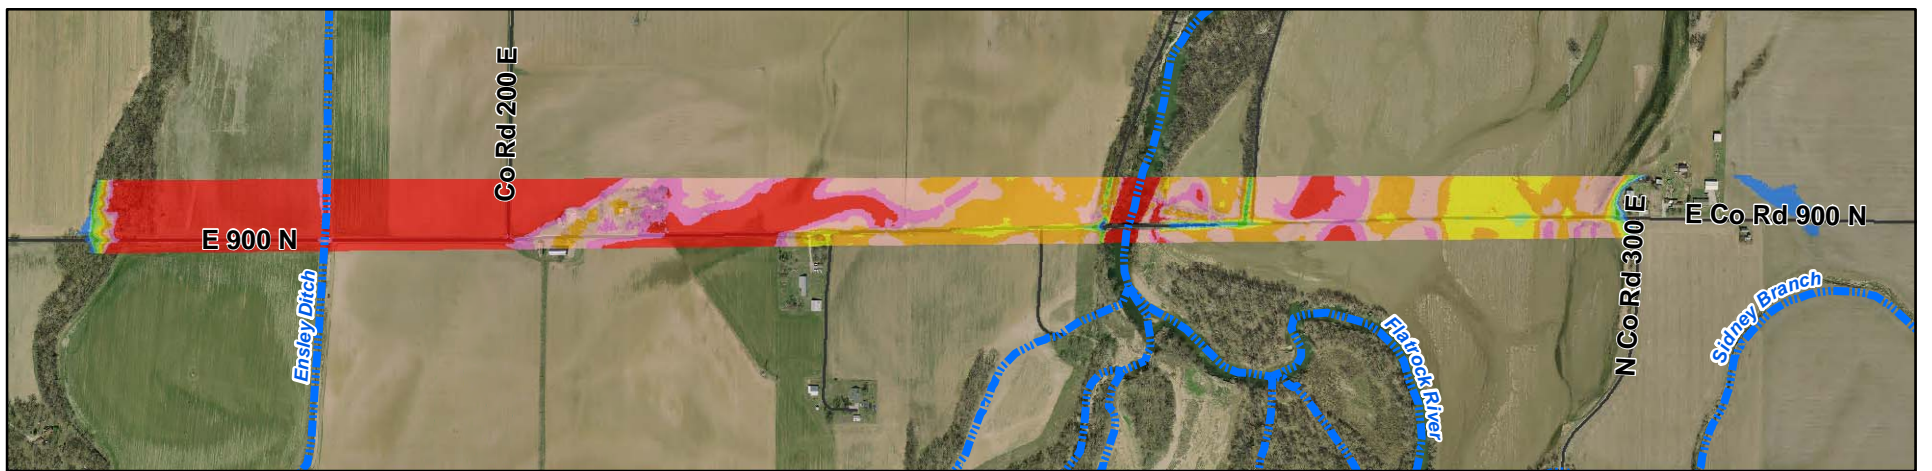 Co Rd 200 E
E 900 N
Ensley Ditch
E Co Rd 900 N
N Co Rd 300 E
Flatrock River
Sidney Branch